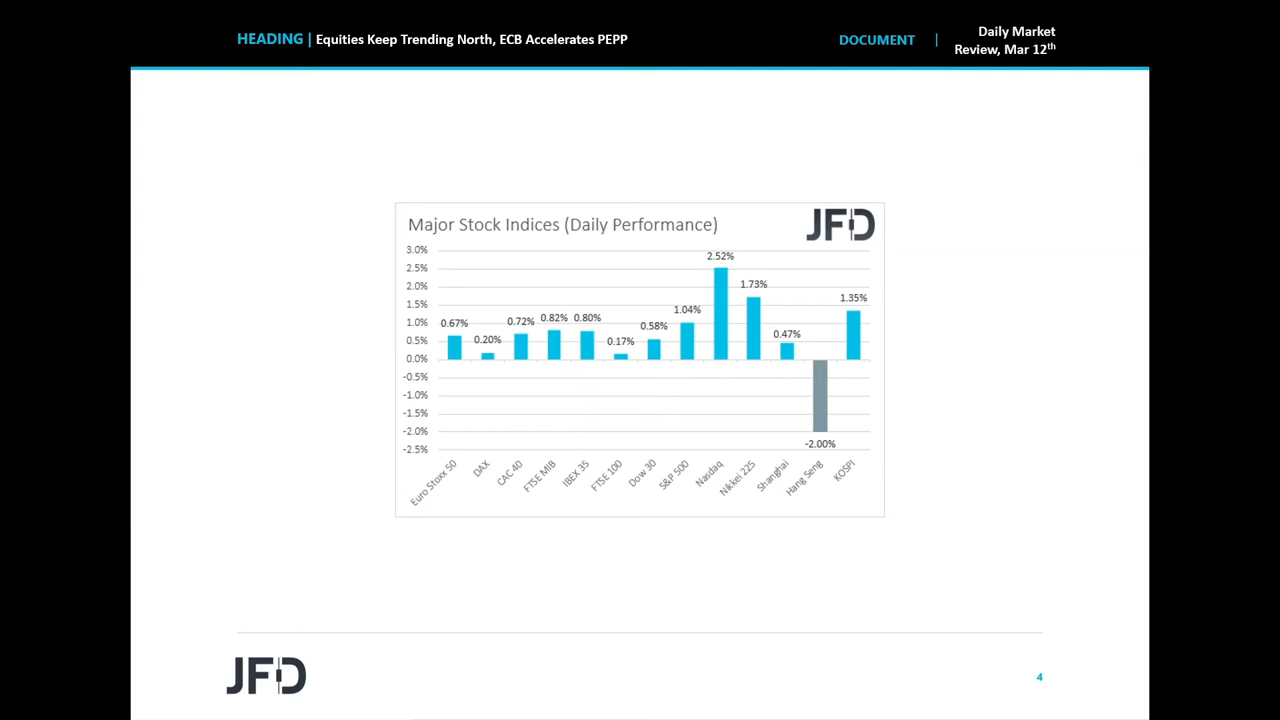 HEADING | Equities Keep Trending North, ECB Accelerates PEPP
DOCUMENT |
Daily Market
Review, Mar 12th
Major Stock Indices (Daily Performance)
JFD
3.0%
2.5%
2.0%
1.5%
1.0%
0.5%
0.0%
-0.5%
-1.0%
-1.5%
-2.0%
-2.5%
0.67%
0.20%
0.72%
0.82%
0.80%
0.17%
0.58%
1.04%
2.52%
1.73%
0.47%
-2.00%
1.35%
Euro Stoxx 50
DAX
CAC 40
FTSE MIB
IBEX 35
FTSE 100
Dow 30
S&P 500
Nasdaq
Nikkei 225
Shanghai
Hang Seng
KOSPI
JFD
4